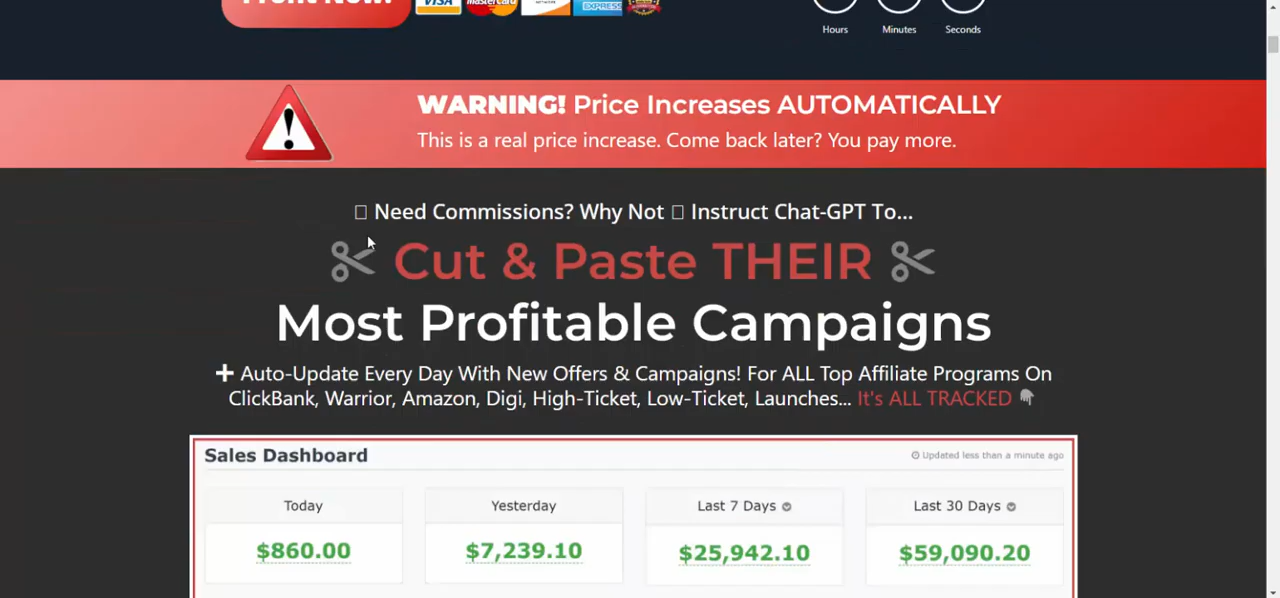 VISA MasterCard EXPRESS
Hours Minutes Seconds
WARNING! Price Increases AUTOMATICALLY
This is a real price increase. Come back later? You pay more.
Need Commissions? Why Not Instruct Chat-GPT To...
Cut & Paste THEIR
Most Profitable Campaigns
Auto-Update Every Day With New Offers & Campaigns! For ALL Top Affiliate Programs On
ClickBank, Warrior, Amazon, Digi, High-Ticket, Low-Ticket, Launches... It's ALL TRACKED
Sales Dashboard
Updated less than a minute ago
Today Yesterday Last 7 Days Last 30 Days
$860.00 $7,239.10 $25,942.10 $59,090.20